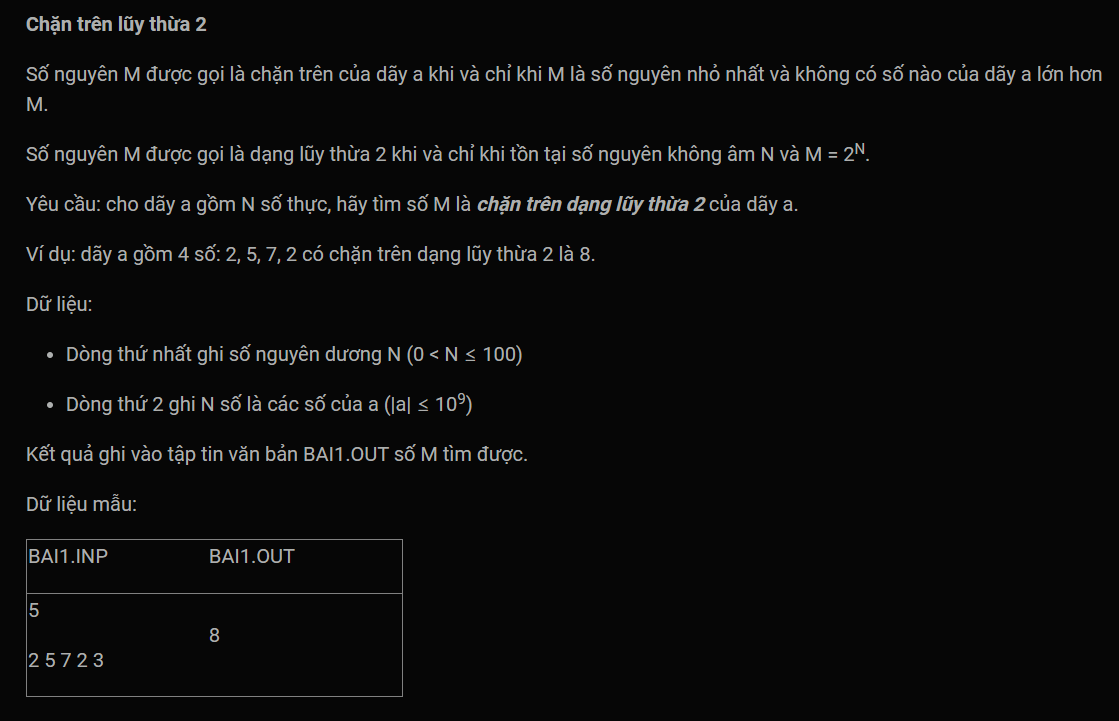 Chặn trên lũy thừa 2
Số nguyên M được gọi là chặn trên của dãy a khi và chỉ khi M là số nguyên nhỏ nhất và không có số nào của dãy a lớn hơn
M.
Số nguyên M được gọi là dạng lũy thừa 2 khi và chỉ khi tồn tại số nguyên không âm N và M = 2^N.
Yêu cầu: cho dãy a gồm N số thực, hãy tìm số M là chặn trên dạng lũy thừa 2 của dãy a.
Ví dụ: dãy a gồm 4 số: 2, 5, 7, 2 có chặn trên dạng lũy thừa 2 là 8.
Dữ liệu:
• Dòng thứ nhất ghi số nguyên dương N (0 < N ≤ 100)
• Dòng thứ 2 ghi N số là các số của a (|a| ≤ 10^9)
Kết quả ghi vào tập tin văn bản BAI1.OUT số M tìm được.
Dữ liệu mẫu:
BAI1.INP BAI1.OUT
5
8
2 5 7 2 3